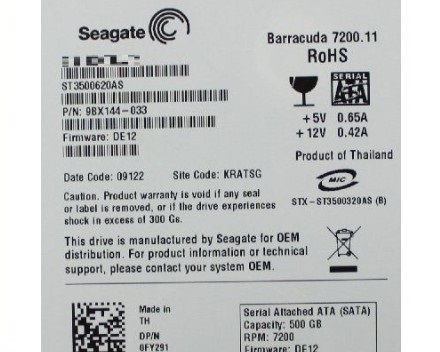 Seagate
Barracuda 7200.11
RoHS
ST3500620AS
SERIAL
ATA
P/N: 9BX144-033
+5V 0.65A
+12V 0.42A
Firmware: DE12
Product of Thailand
Date Code: 09122 Site Code: KRATSG
MIC
Caution. Product warranty is void if any seal
or label is removed, or if the drive experiences
shock in excess of 300 Gs.
STX-ST3500320AS (B)
This drive is manufactured by Seagate for OEM
distribution. For product information or technical
support, please contact your system OEM.
Made in
TH
DP/N
0FY291
Serial Attached ATA (SATA)
Capacity: 500 GB
RPM: 7200
Firmware: DE12